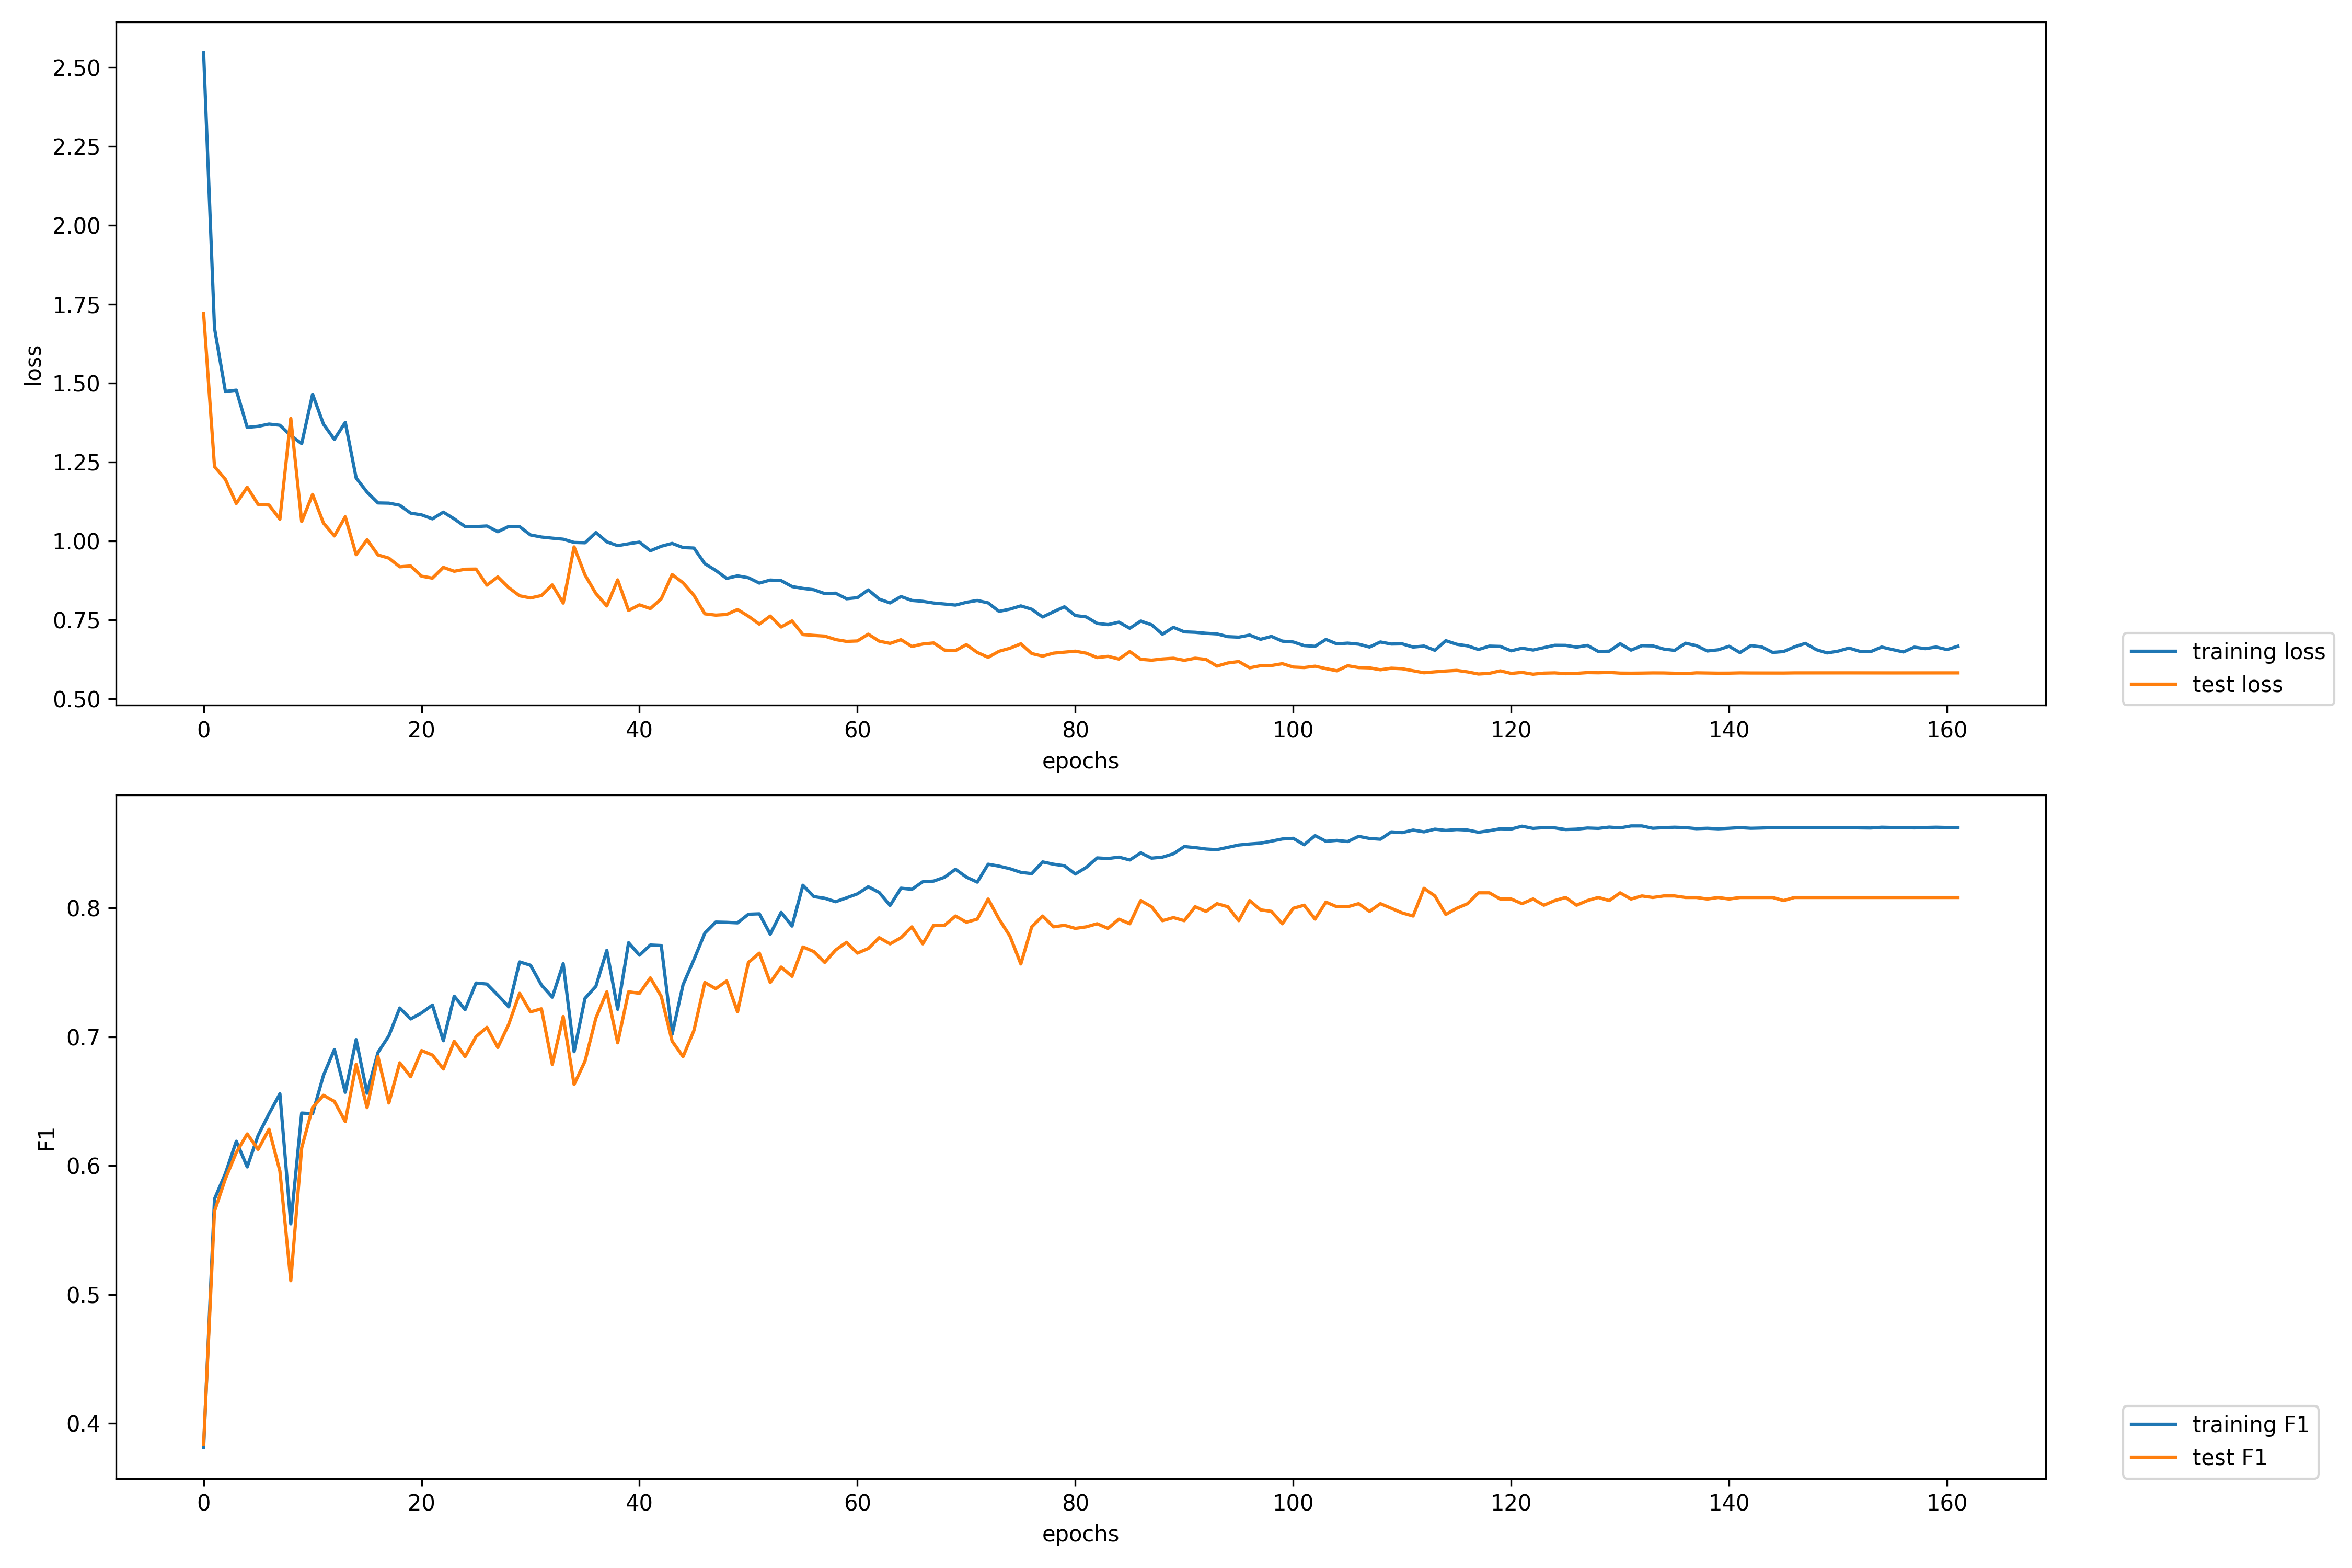 2.50
2.25
2.00
1.75
1.50
1.25
1.00
0.75
0.50
loss
0 20 40 60 80 100 120 140 160
epochs
training loss
test loss
0.8
0.7
0.6
0.5
0.4
F1
0 20 40 60 80 100 120 140 160
epochs
training F1
test F1